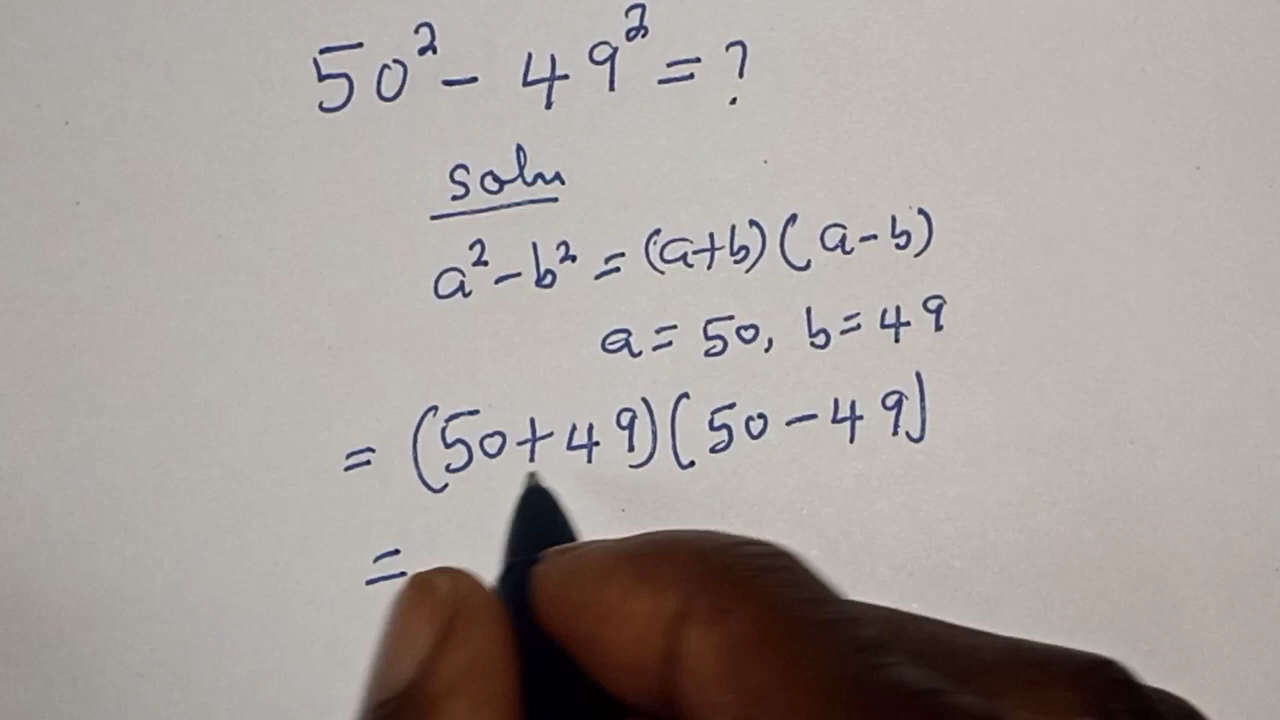 50² - 49² = ?
soln
a² - b² = (a+b)(a-b)
a = 50, b = 49
= (50+49)(50-49)
=